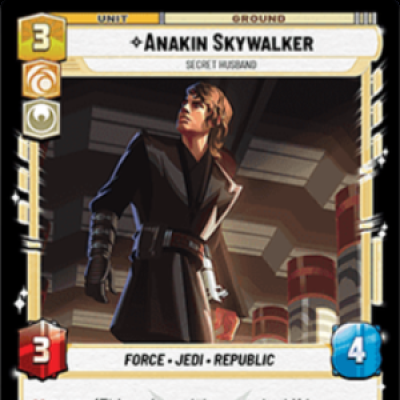 UNIT
GROUND
3
ANAKIN SKYWALKER
SECRET HUSBAND
3
FORCE • JEDI • REPUBLIC
4